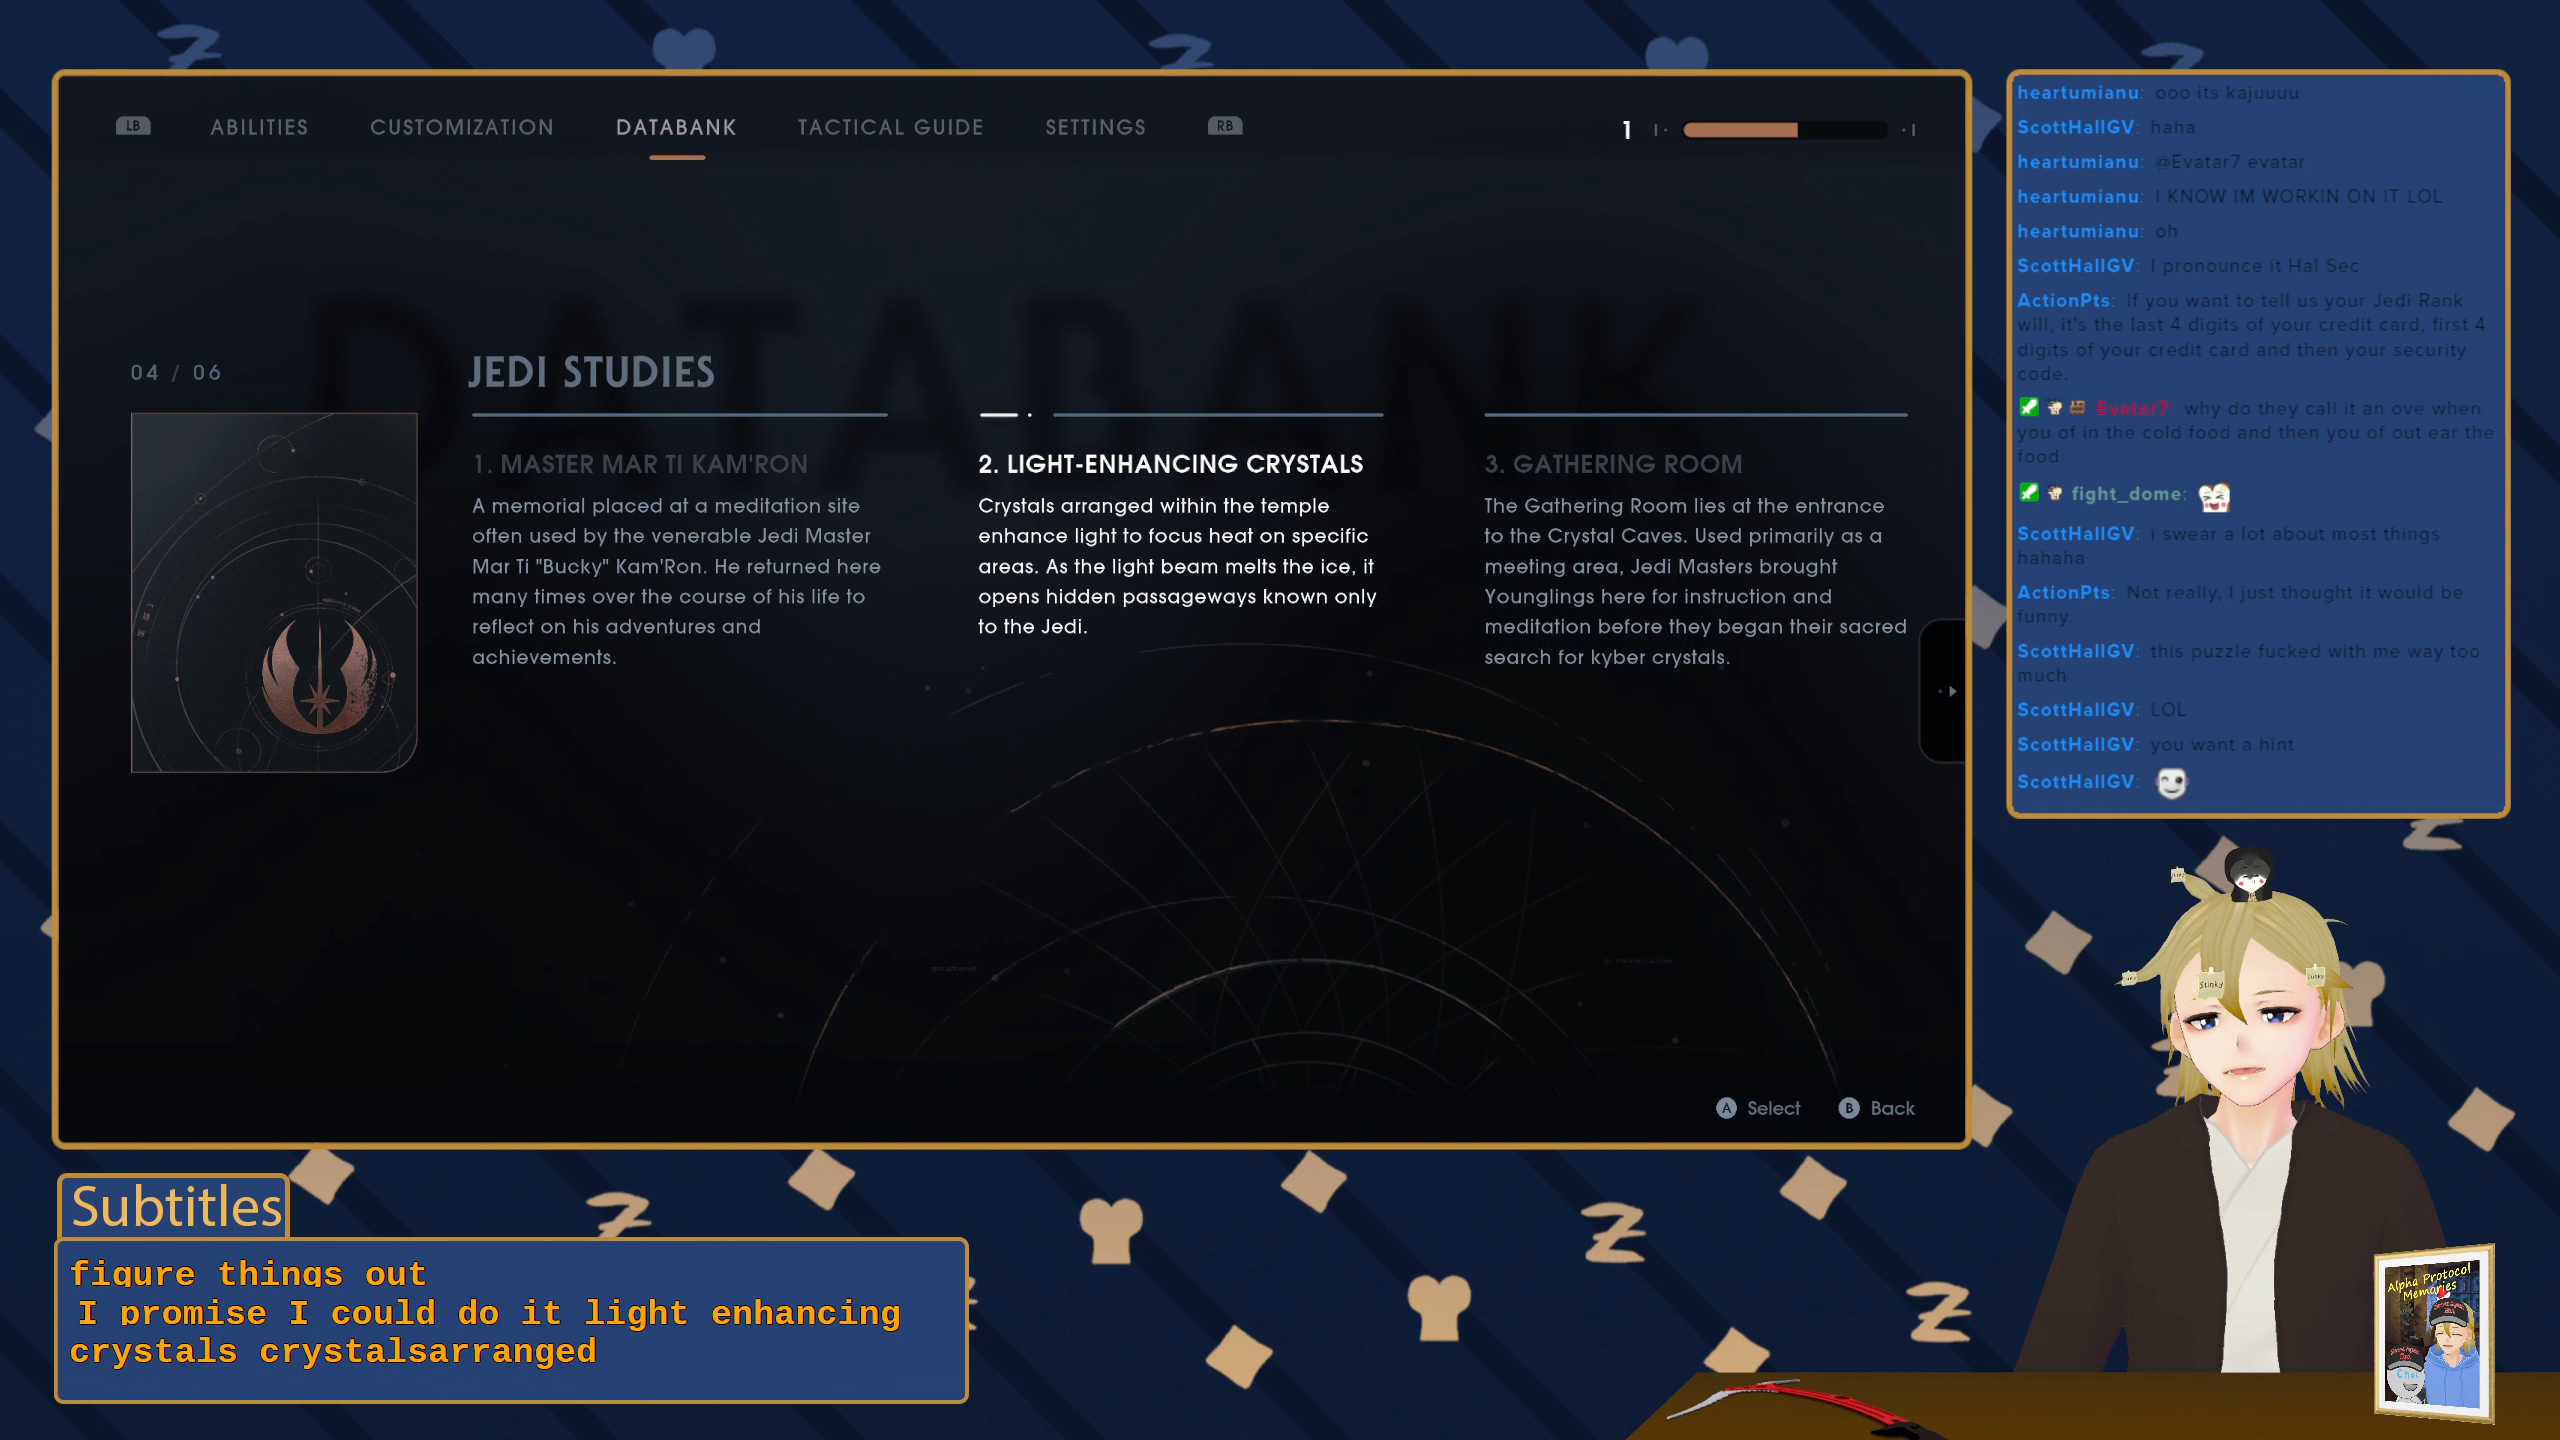 LB ABILITIES CUSTOMIZATION DATABANK TACTICAL GUIDE SETTINGS RB
1
DATABANK
04 / 06
JEDI STUDIES
1. MASTER MAR TI KAM'RON
A memorial placed at a meditation site
often used by the venerable Jedi Master
Mar Ti "Bucky" Kam'Ron. He returned here
many times over the course of his life to
reflect on his adventures and
achievements.
2. LIGHT-ENHANCING CRYSTALS
Crystals arranged within the temple
enhance light to focus heat on specific
areas. As the light beam melts the ice, it
opens hidden passageways known only
to the Jedi.
3. GATHERING ROOM
The Gathering Room lies at the entrance
to the Crystal Caves. Used primarily as a
meeting area, Jedi Masters brought
Younglings here for instruction and
meditation before they began their sacred
search for kyber crystals.
A Select B Back
heartumianu: ooo its kajuuuu
ScottHallGV: haha
heartumianu: @Evatar7 evatar
heartumianu: I KNOW IM WORKIN ON IT LOL
heartumianu: oh
ScottHallGV: I pronounce it Hal Sec
ActionPts: If you want to tell us your Jedi Rank
will, it's the last 4 digits of your credit card, first 4
digits of your credit card and then your security
code.
Evatar7: why do they call it an ove when
you of in the cold food and then you of out ear the
food
fight_dome:
ScottHallGV: i swear a lot about most things
hahaha
ActionPts: Not really, I just thought it would be
funny.
ScottHallGV: this puzzle fucked with me way too
much
ScottHallGV: LOL
ScottHallGV: you want a hint
ScottHallGV:
Stinky
Subtitles
figure things out
I promise I could do it light enhancing
crystals crystalsarranged
Alpha Protocol
Memories
Chat